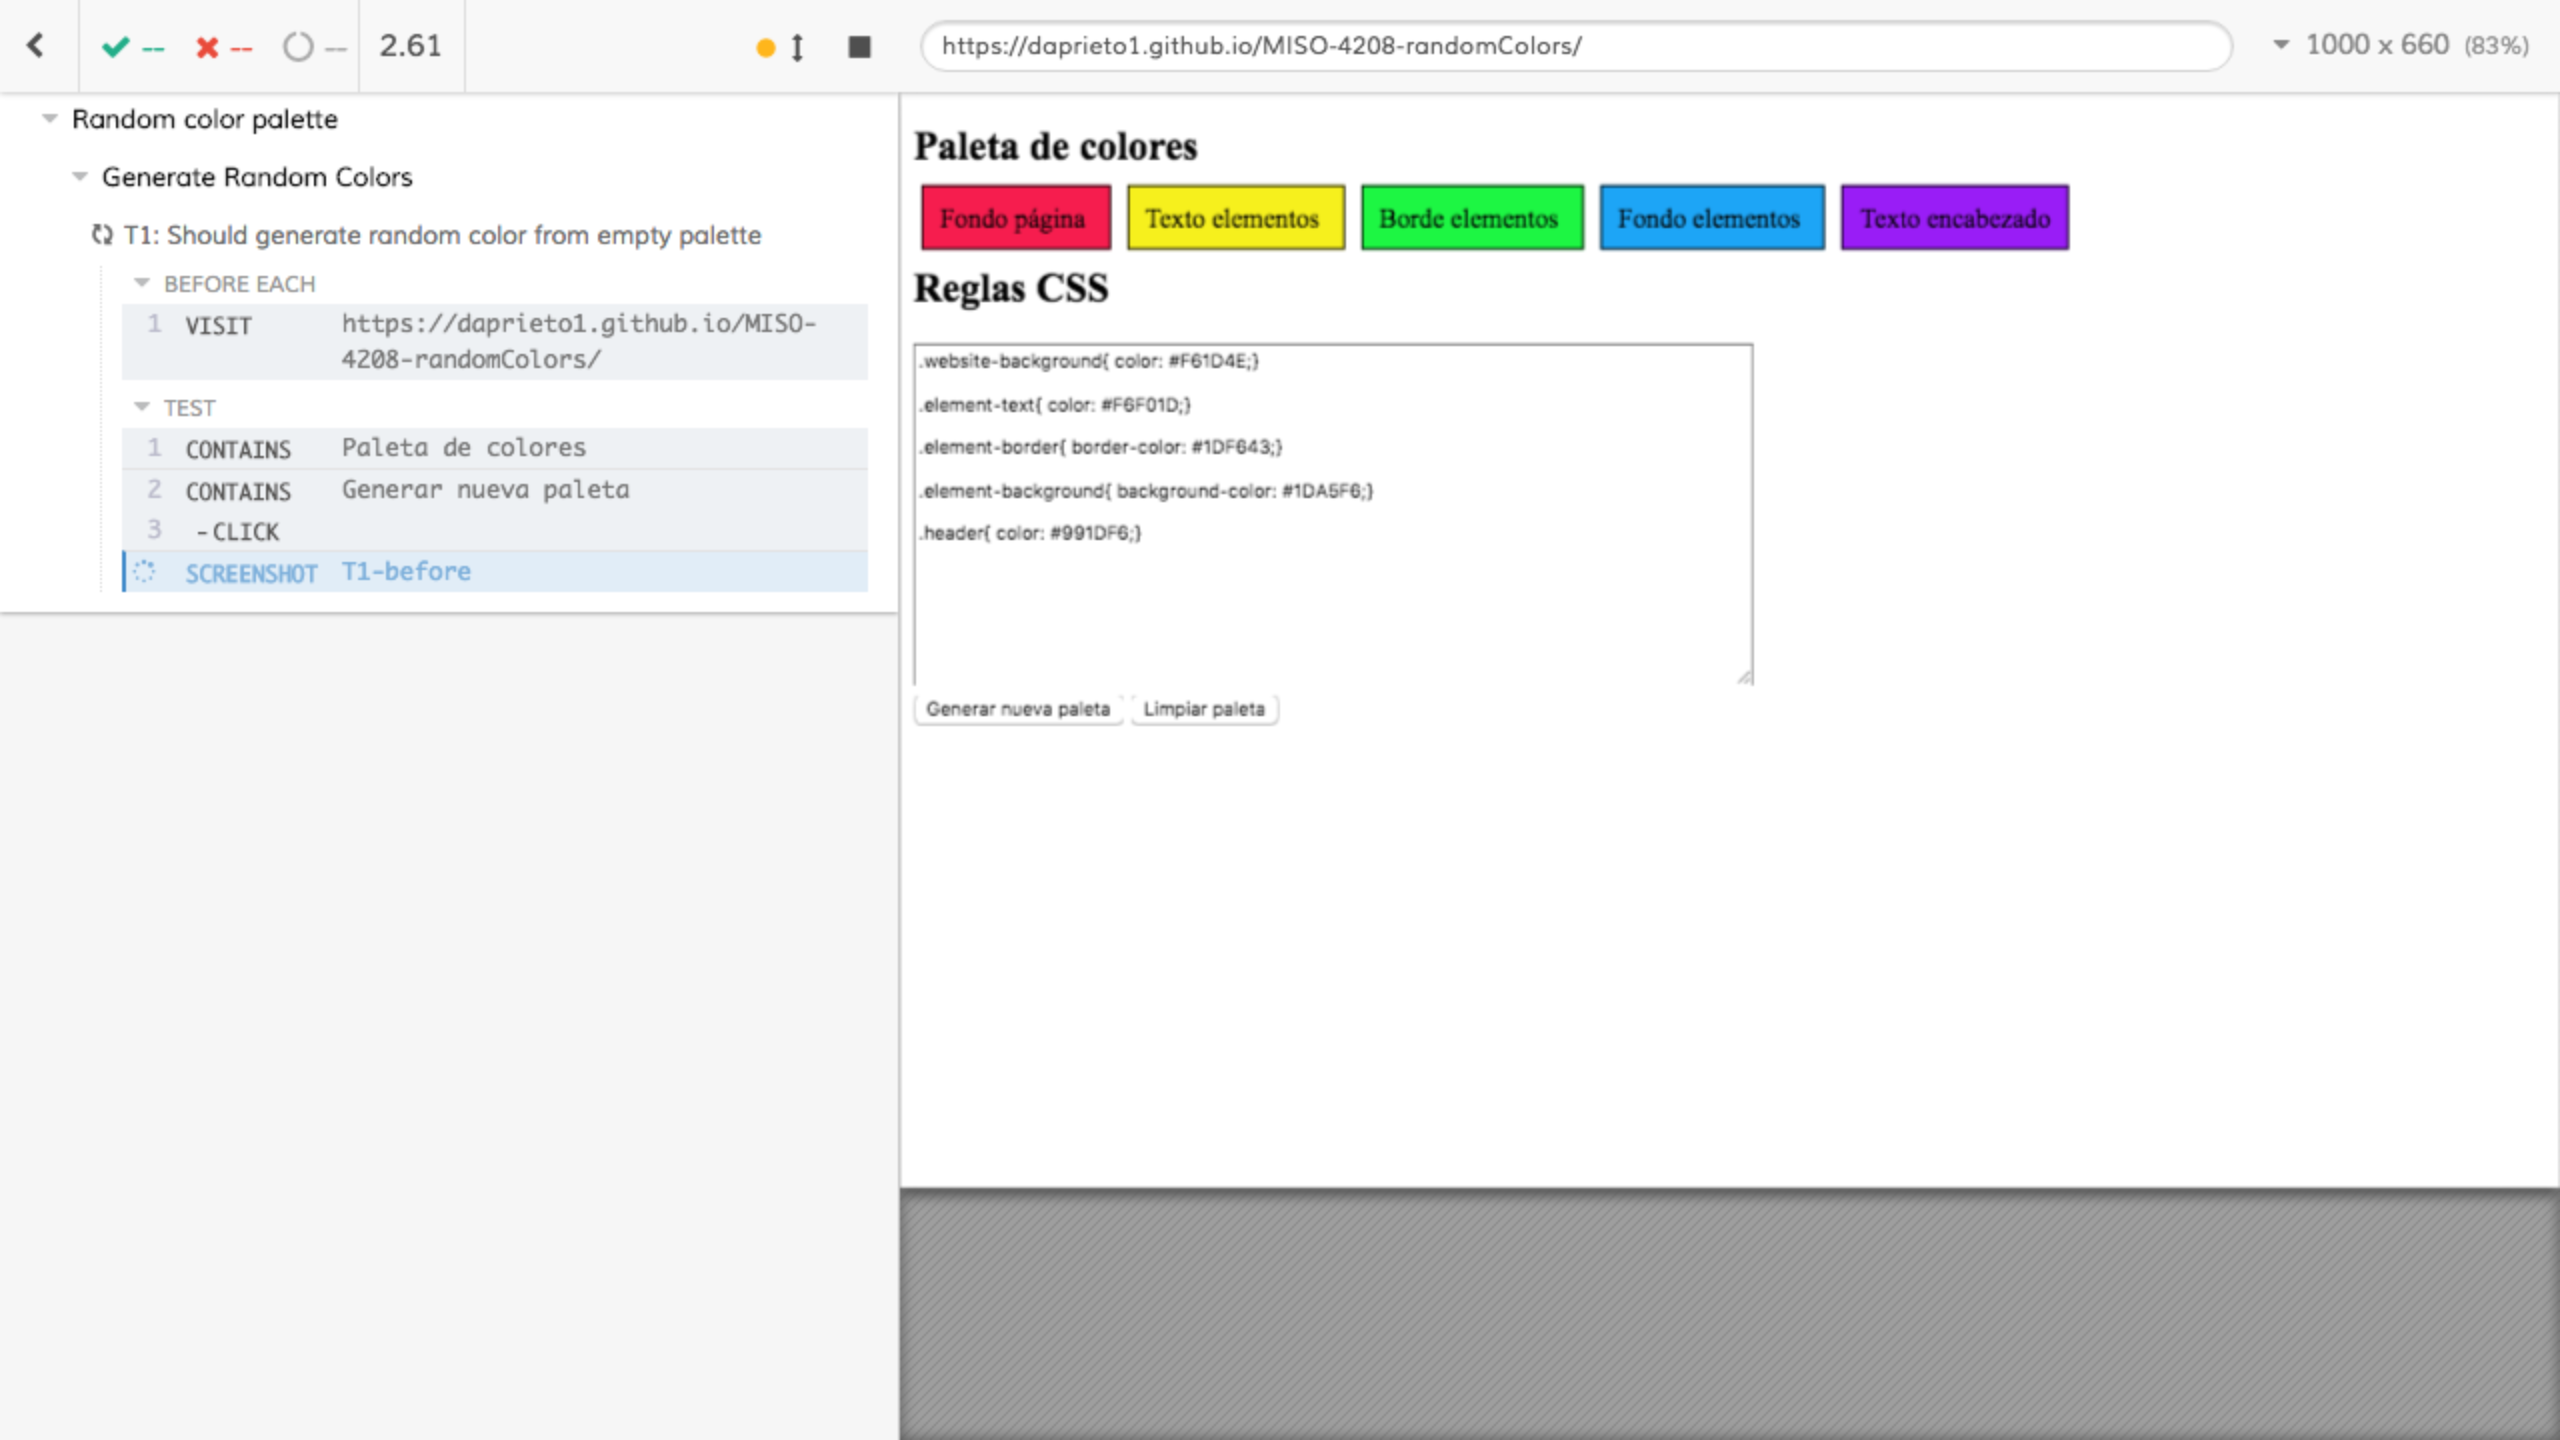 -- -- -- 2.61
https://daprieto1.github.io/MISO-4208-randomColors/
1000 x 660 (83%)
Random color palette
Generate Random Colors
T1: Should generate random color from empty palette
BEFORE EACH
1 VISIT https://daprieto1.github.io/MISO-
4208-randomColors/
TEST
1 CONTAINS Paleta de colores
2 CONTAINS Generar nueva paleta
3 -CLICK
SCREENSHOT T1-before
Paleta de colores
Fondo página Texto elementos Borde elementos Fondo elementos Texto encabezado
Reglas CSS
.website-background{ color: #F61D4E;}
.element-text{ color: #F6F01D;}
.element-border{ border-color: #1DF643;}
.element-background{ background-color: #1DA5F6;}
.header{ color: #991DF6;}
Generar nueva paleta Limpiar paleta